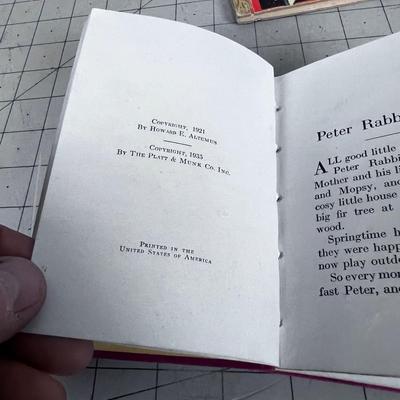 Copyright, 1921
By Howard E. Altemus
Copyright, 1935
By The Platt & Munk Co. Inc.
Printed in the
United States of America
Peter Rabb
ALL good little
Peter Rabbi
Mother and his li
and Mopsy, and
cosy little house
big fir tree at
wood.
Springtime h
they were happ
now play outdo
So every mor
fast Peter, and